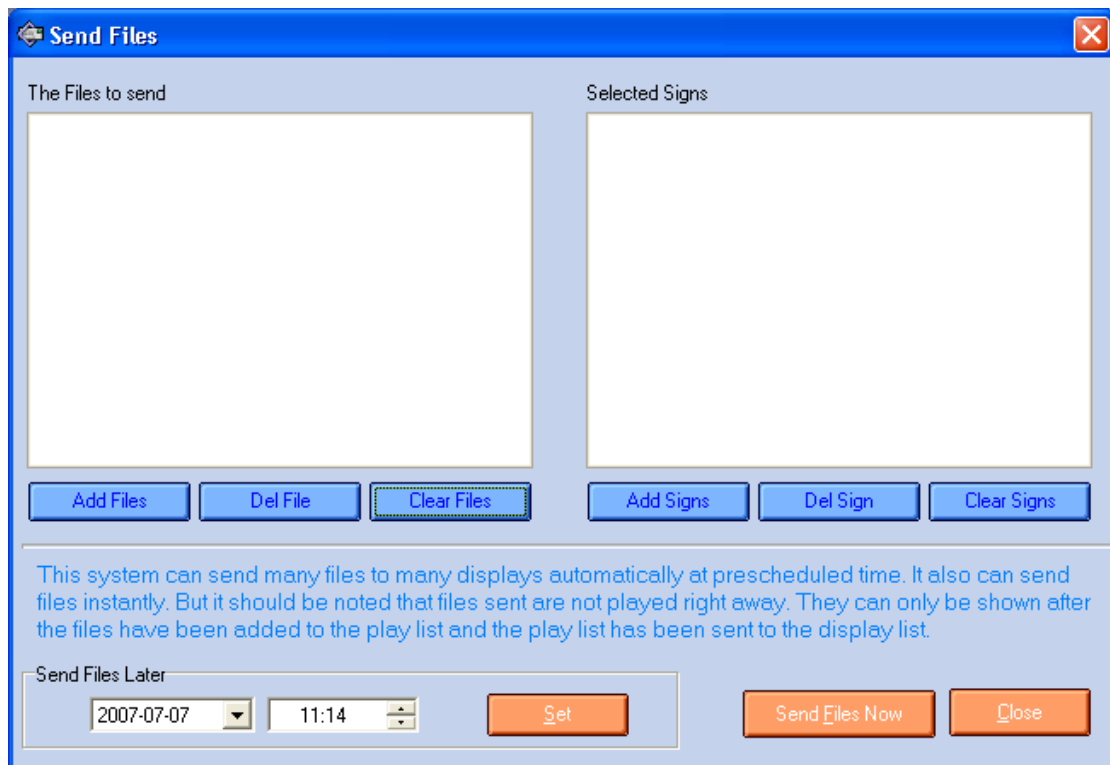 Send Files
The Files to send
Selected Signs
Add Files
Del File
Clear Files
Add Signs
Del Sign
Clear Signs
This system can send many files to many displays automatically at prescheduled time. It also can send
files instantly. But it should be noted that files sent are not played right away. They can only be shown after
the files have been added to the play list and the play list has been sent to the display list.
Send Files Later
2007-07-07
11:14
Set
Send Files Now
Close